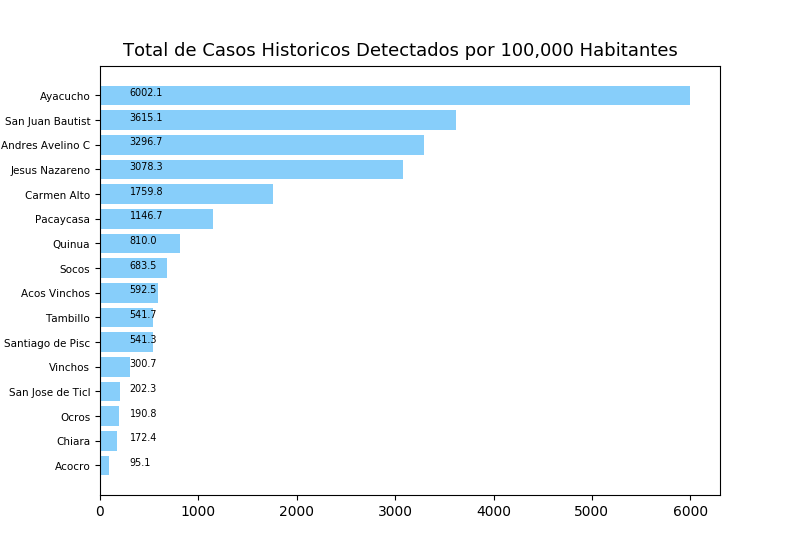 Total de Casos Historicos Detectados por 100,000 Habitantes
Ayacucho 6002.1
San Juan Bautist 3615.1
Andres Avelino C 3296.7
Jesus Nazareno 3078.3
Carmen Alto 1759.8
Pacaycasa 1146.7
Quinua 810.0
Socos 683.5
Acos Vinchos 592.5
Tambillo 541.7
Santiago de Pisc 541.3
Vinchos 300.7
San Jose de Ticl 202.3
Ocros 190.8
Chiara 172.4
Acocro 95.1
0 1000 2000 3000 4000 5000 6000